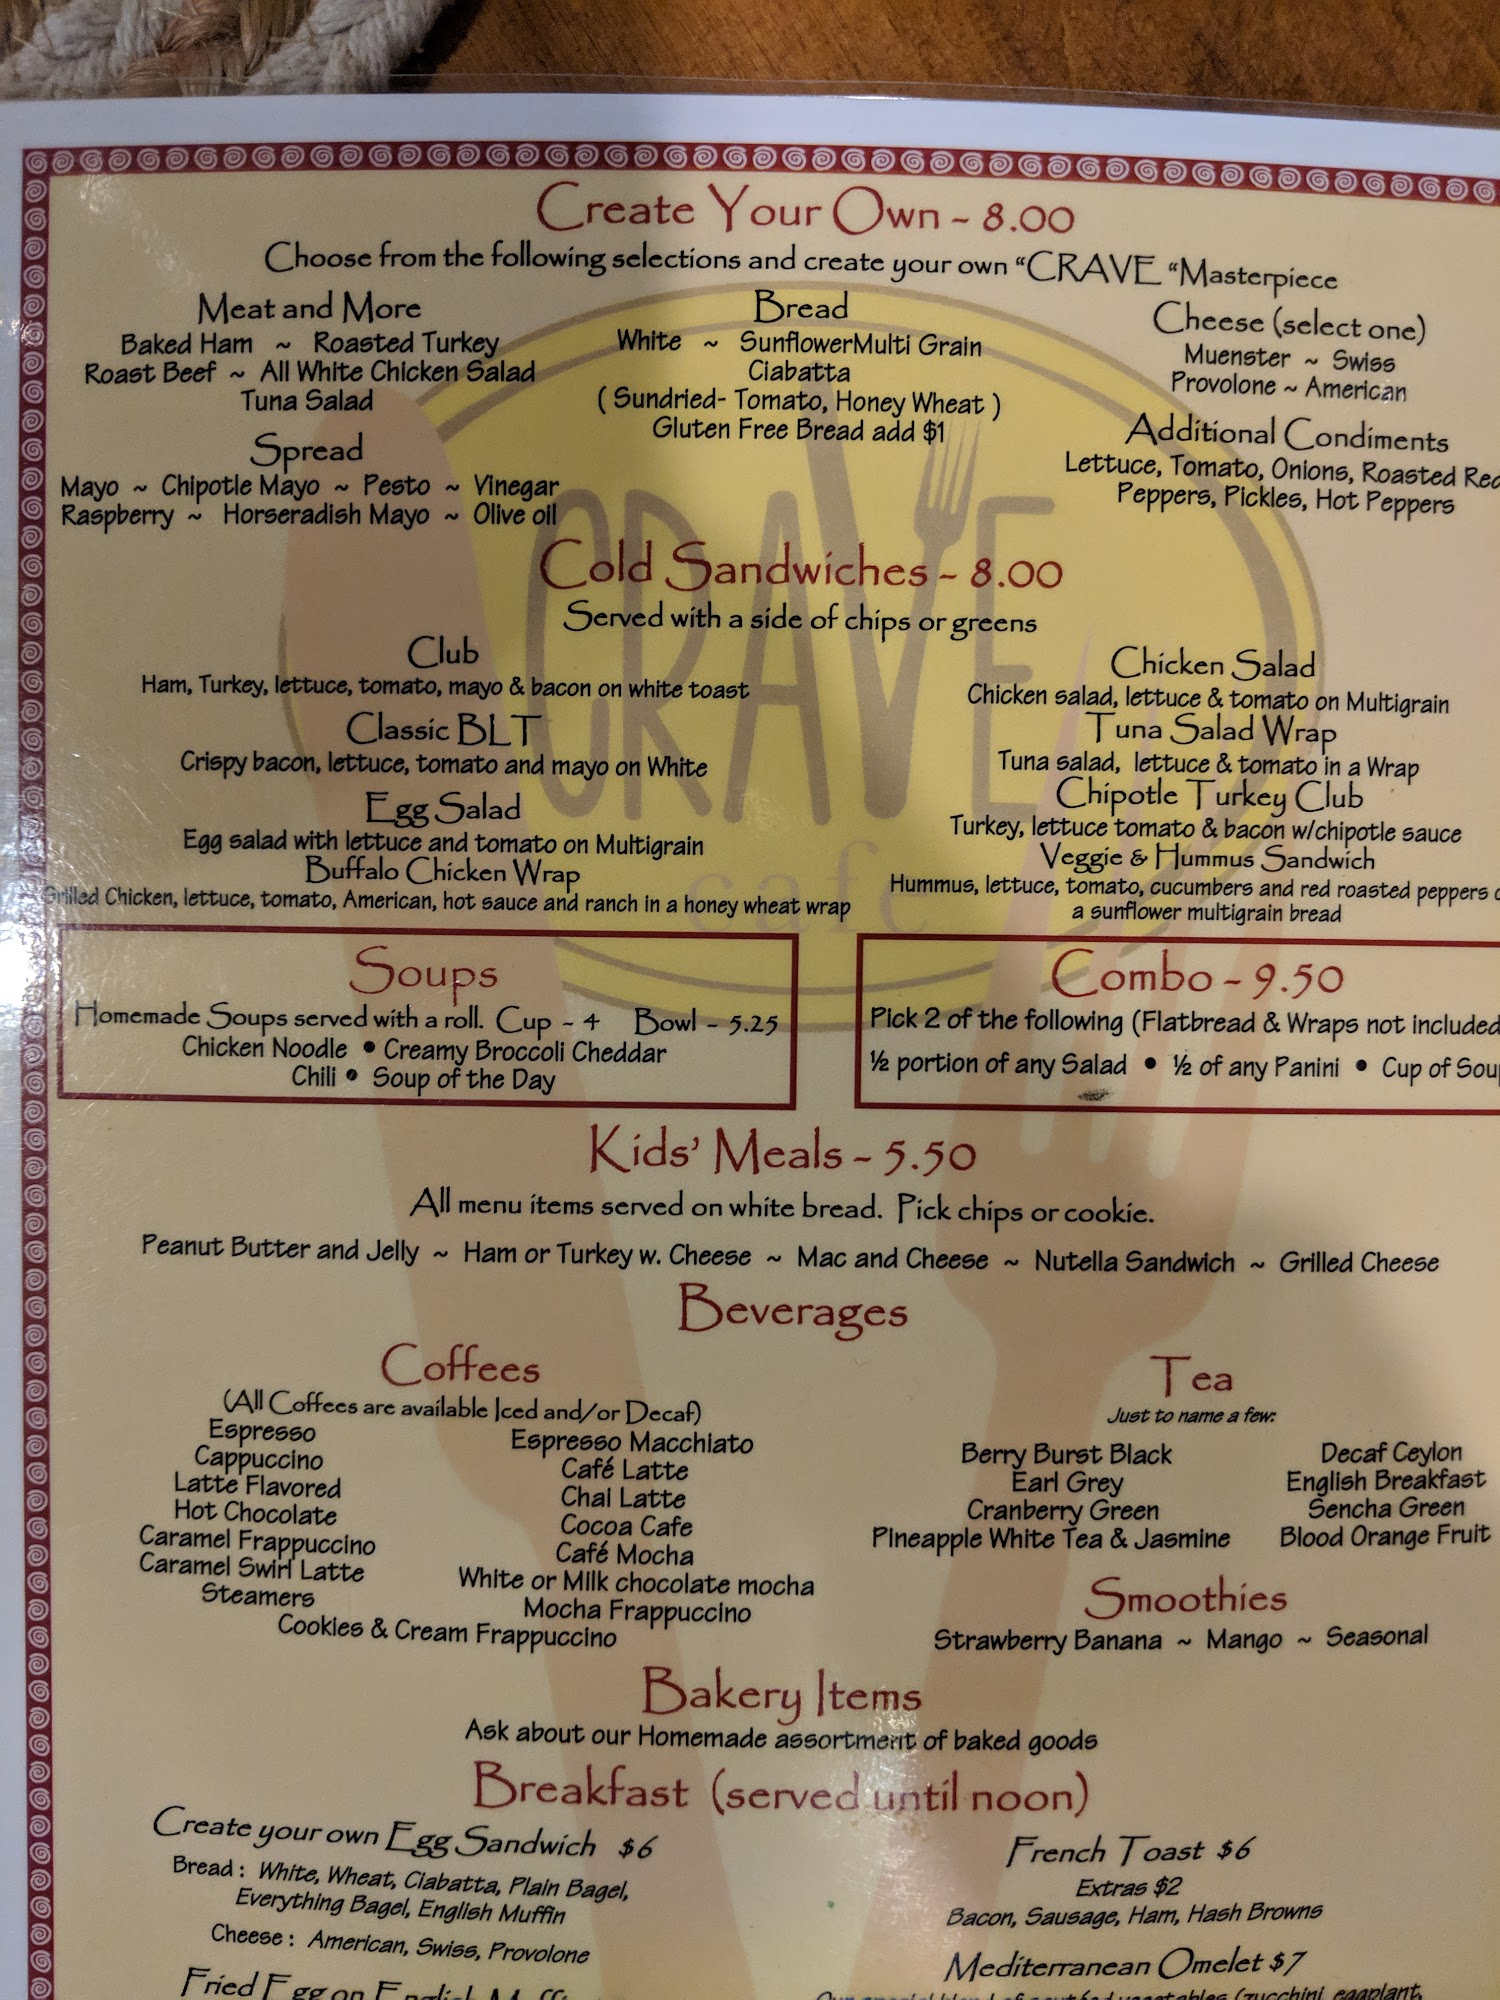 Create Your Own ~ 8.00
Choose from the following selections and create your own “CRAVE “Masterpiece
Meat and More
Baked Ham ~ Roasted Turkey
Roast Beef ~ All White Chicken Salad
Tuna Salad
Spread
Mayo ~ Chipotle Mayo ~ Pesto ~ Vinegar
Raspberry ~ Horseradish Mayo ~ Olive oil
Bread
White ~ SunflowerMulti Grain
Ciabatta
( Sundried- Tomato, Honey Wheat )
Gluten Free Bread add $1
Cheese (select one)
Muenster ~ Swiss
Provolone ~ American
Additional Condiments
Lettuce, Tomato, Onions, Roasted Red
Peppers, Pickles, Hot Peppers
CRAVE
cafe
Cold Sandwiches ~ 8.00
Served with a side of chips or greens
Club
Ham, Turkey, lettuce, tomato, mayo & bacon on white toast
Classic BLT
Crispy bacon, lettuce, tomato and mayo on White
Egg Salad
Egg salad with lettuce and tomato on Multigrain
Buffalo Chicken Wrap
Grilled Chicken, lettuce, tomato, American, hot sauce and ranch in a honey wheat wrap
Chicken Salad
Chicken salad, lettuce & tomato on Multigrain
Tuna Salad Wrap
Tuna salad, lettuce & tomato in a Wrap
Chipotle Turkey Club
Turkey, lettuce tomato & bacon w/chipotle sauce
Veggie & Hummus Sandwich
Hummus, lettuce, tomato, cucumbers and red roasted peppers
a sunflower multigrain bread
Soups
Homemade Soups served with a roll. Cup ~ 4 Bowl ~ 5.25
Chicken Noodle • Creamy Broccoli Cheddar
Chili • Soup of the Day
Combo ~ 9.50
Pick 2 of the following (Flatbread & Wraps not included
½ portion of any Salad • ½ of any Panini • Cup of Soup
Kids’ Meals ~ 5.50
All menu items served on white bread. Pick chips or cookie.
Peanut Butter and Jelly ~ Ham or Turkey w. Cheese ~ Mac and Cheese ~ Nutella Sandwich ~ Grilled Cheese
Beverages
Coffees
(All Coffees are available Iced and/or Decaf)
Espresso
Cappuccino
Latte Flavored
Hot Chocolate
Caramel Frappuccino
Caramel Swirl Latte
Steamers
Espresso Macchiato
Café Latte
Chai Latte
Cocoa Cafe
Café Mocha
White or Milk chocolate mocha
Mocha Frappuccino
Cookies & Cream Frappuccino
Tea
Just to name a few:
Berry Burst Black
Earl Grey
Cranberry Green
Pineapple White Tea & Jasmine
Decaf Ceylon
English Breakfast
Sencha Green
Blood Orange Fruit
Smoothies
Strawberry Banana ~ Mango ~ Seasonal
Bakery Items
Ask about our Homemade assortment of baked goods
Breakfast (served until noon)
Create your own Egg Sandwich $6
Bread : White, Wheat, Ciabatta, Plain Bagel,
Everything Bagel, English Muffin
Cheese : American, Swiss, Provolone
Fried Egg on English
French Toast $6
Extras $2
Bacon, Sausage, Ham, Hash Browns
Mediterranean Omelet $7
Our special blend of sautéed vegetables (zucchini, eggplant,